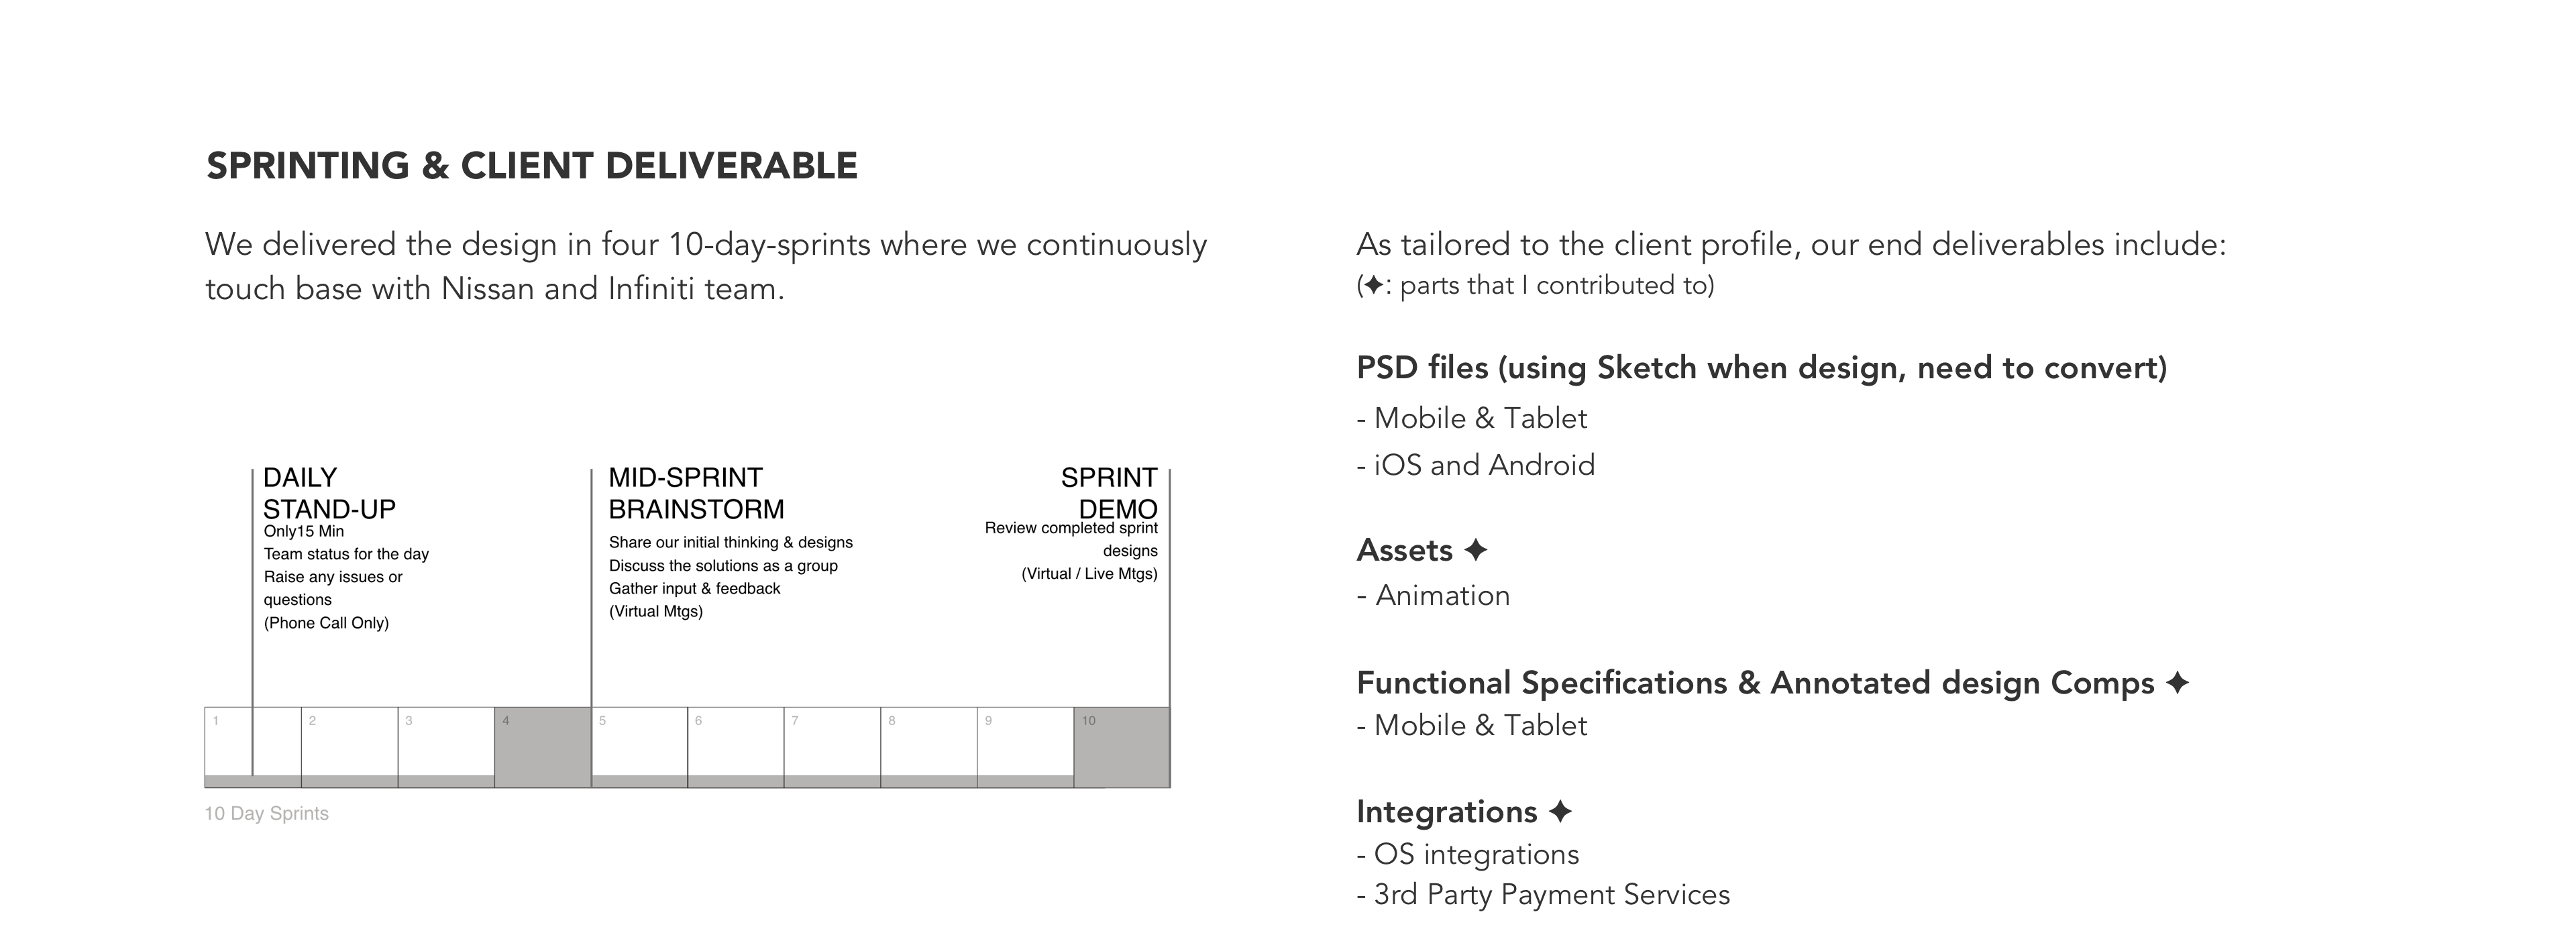 SPRINTING & CLIENT DELIVERABLE
We delivered the design in four 10-day-sprints where we continuously
touch base with Nissan and Infiniti team.
DAILY
STAND-UP
Only15 Min
Team status for the day
Raise any issues or
questions
(Phone Call Only)
MID-SPRINT
BRAINSTORM
Share our initial thinking & designs
Discuss the solutions as a group
Gather input & feedback
(Virtual Mtgs)
SPRINT
DEMO
Review completed sprint
designs
(Virtual / Live Mtgs)
1 2 3 4 5 6 7 8 9 10
10 Day Sprints
As tailored to the client profile, our end deliverables include:
(✦: parts that I contributed to)
PSD files (using Sketch when design, need to convert)
- Mobile & Tablet
- iOS and Android
Assets ✦
- Animation
Functional Specifications & Annotated design Comps ✦
- Mobile & Tablet
Integrations ✦
- OS integrations
- 3rd Party Payment Services